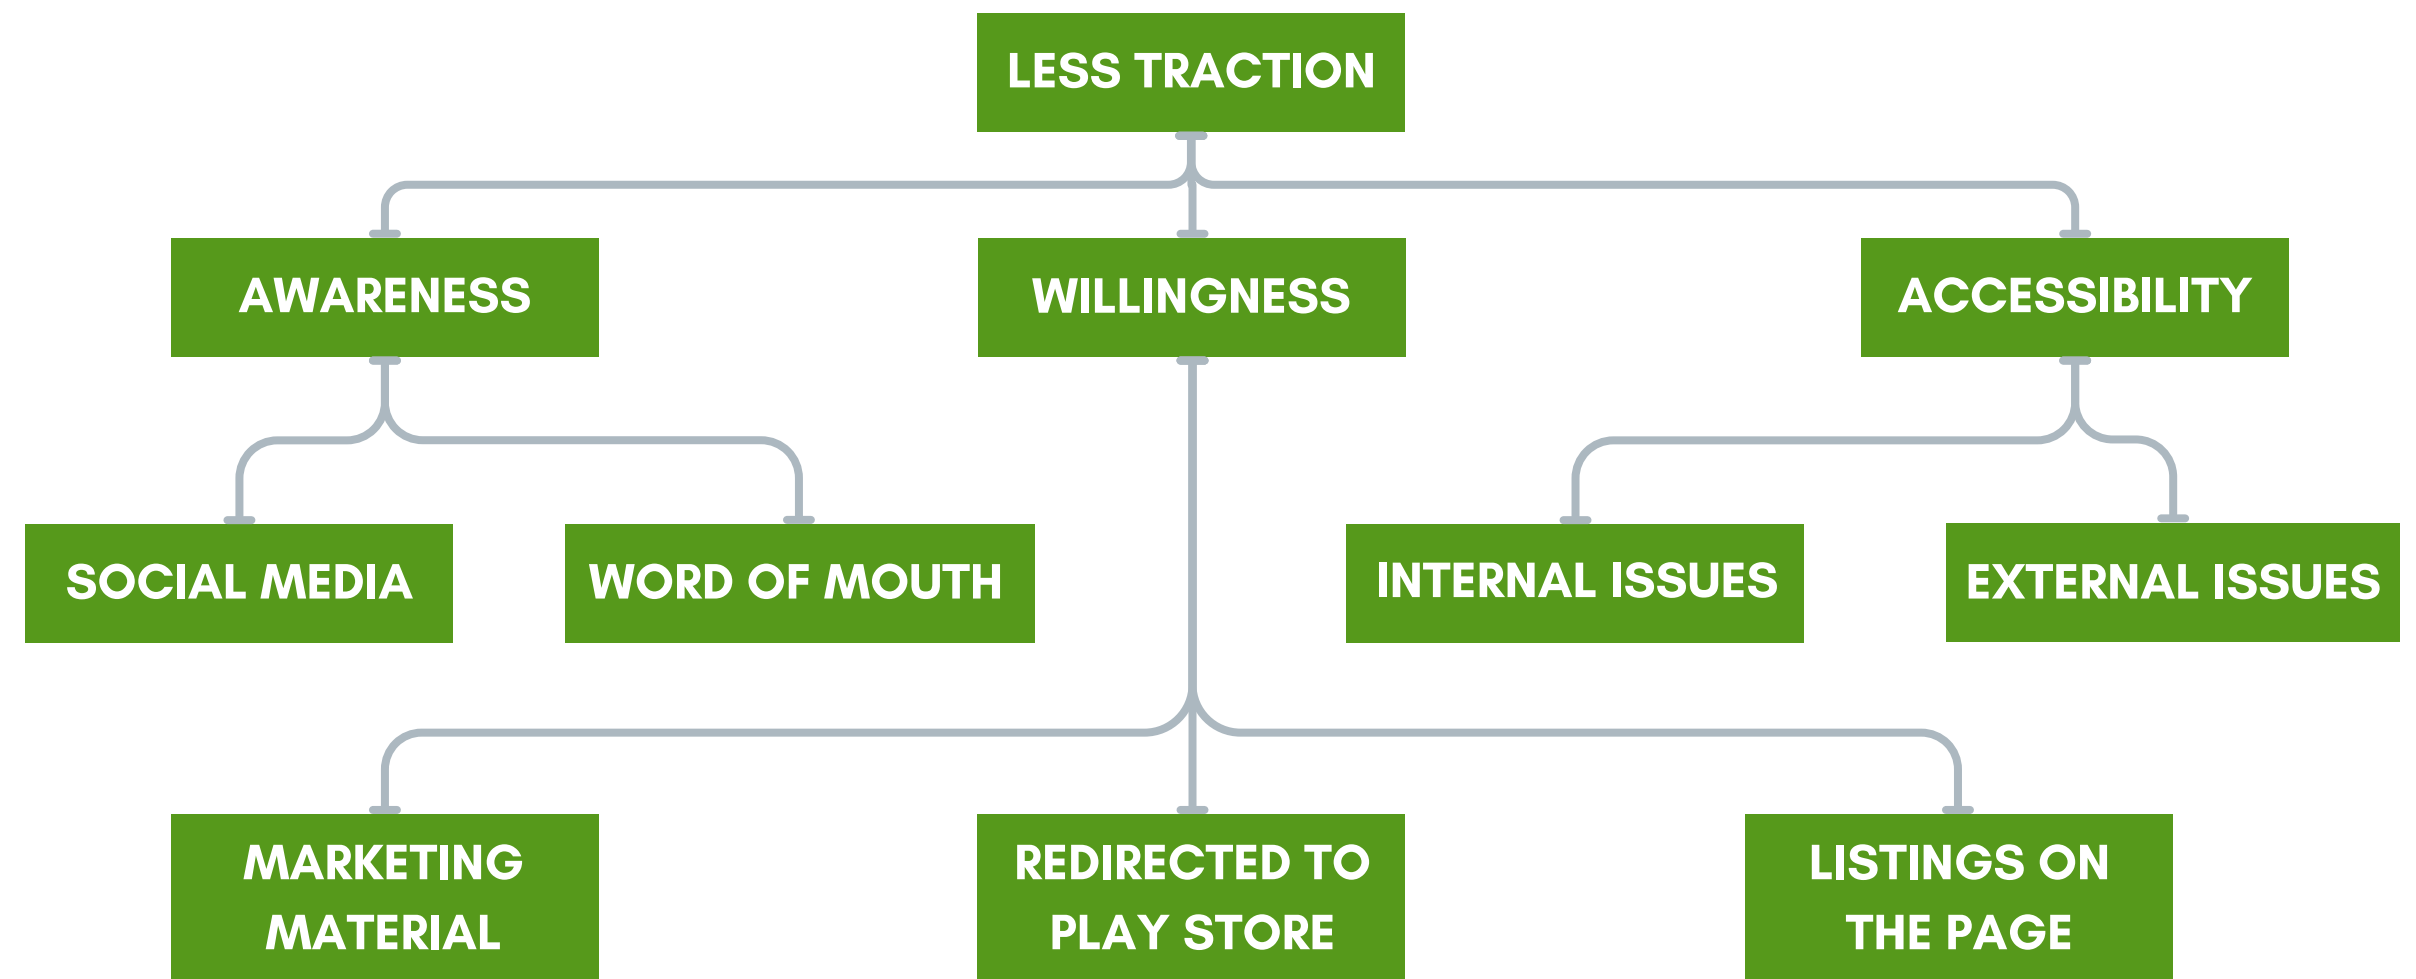 LESS TRACTION
AWARENESS
WILLINGNESS
ACCESSIBILITY
SOCIAL MEDIA
WORD OF MOUTH
INTERNAL ISSUES
EXTERNAL ISSUES
MARKETING
MATERIAL
REDIRECTED TO
PLAY STORE
LISTINGS ON
THE PAGE